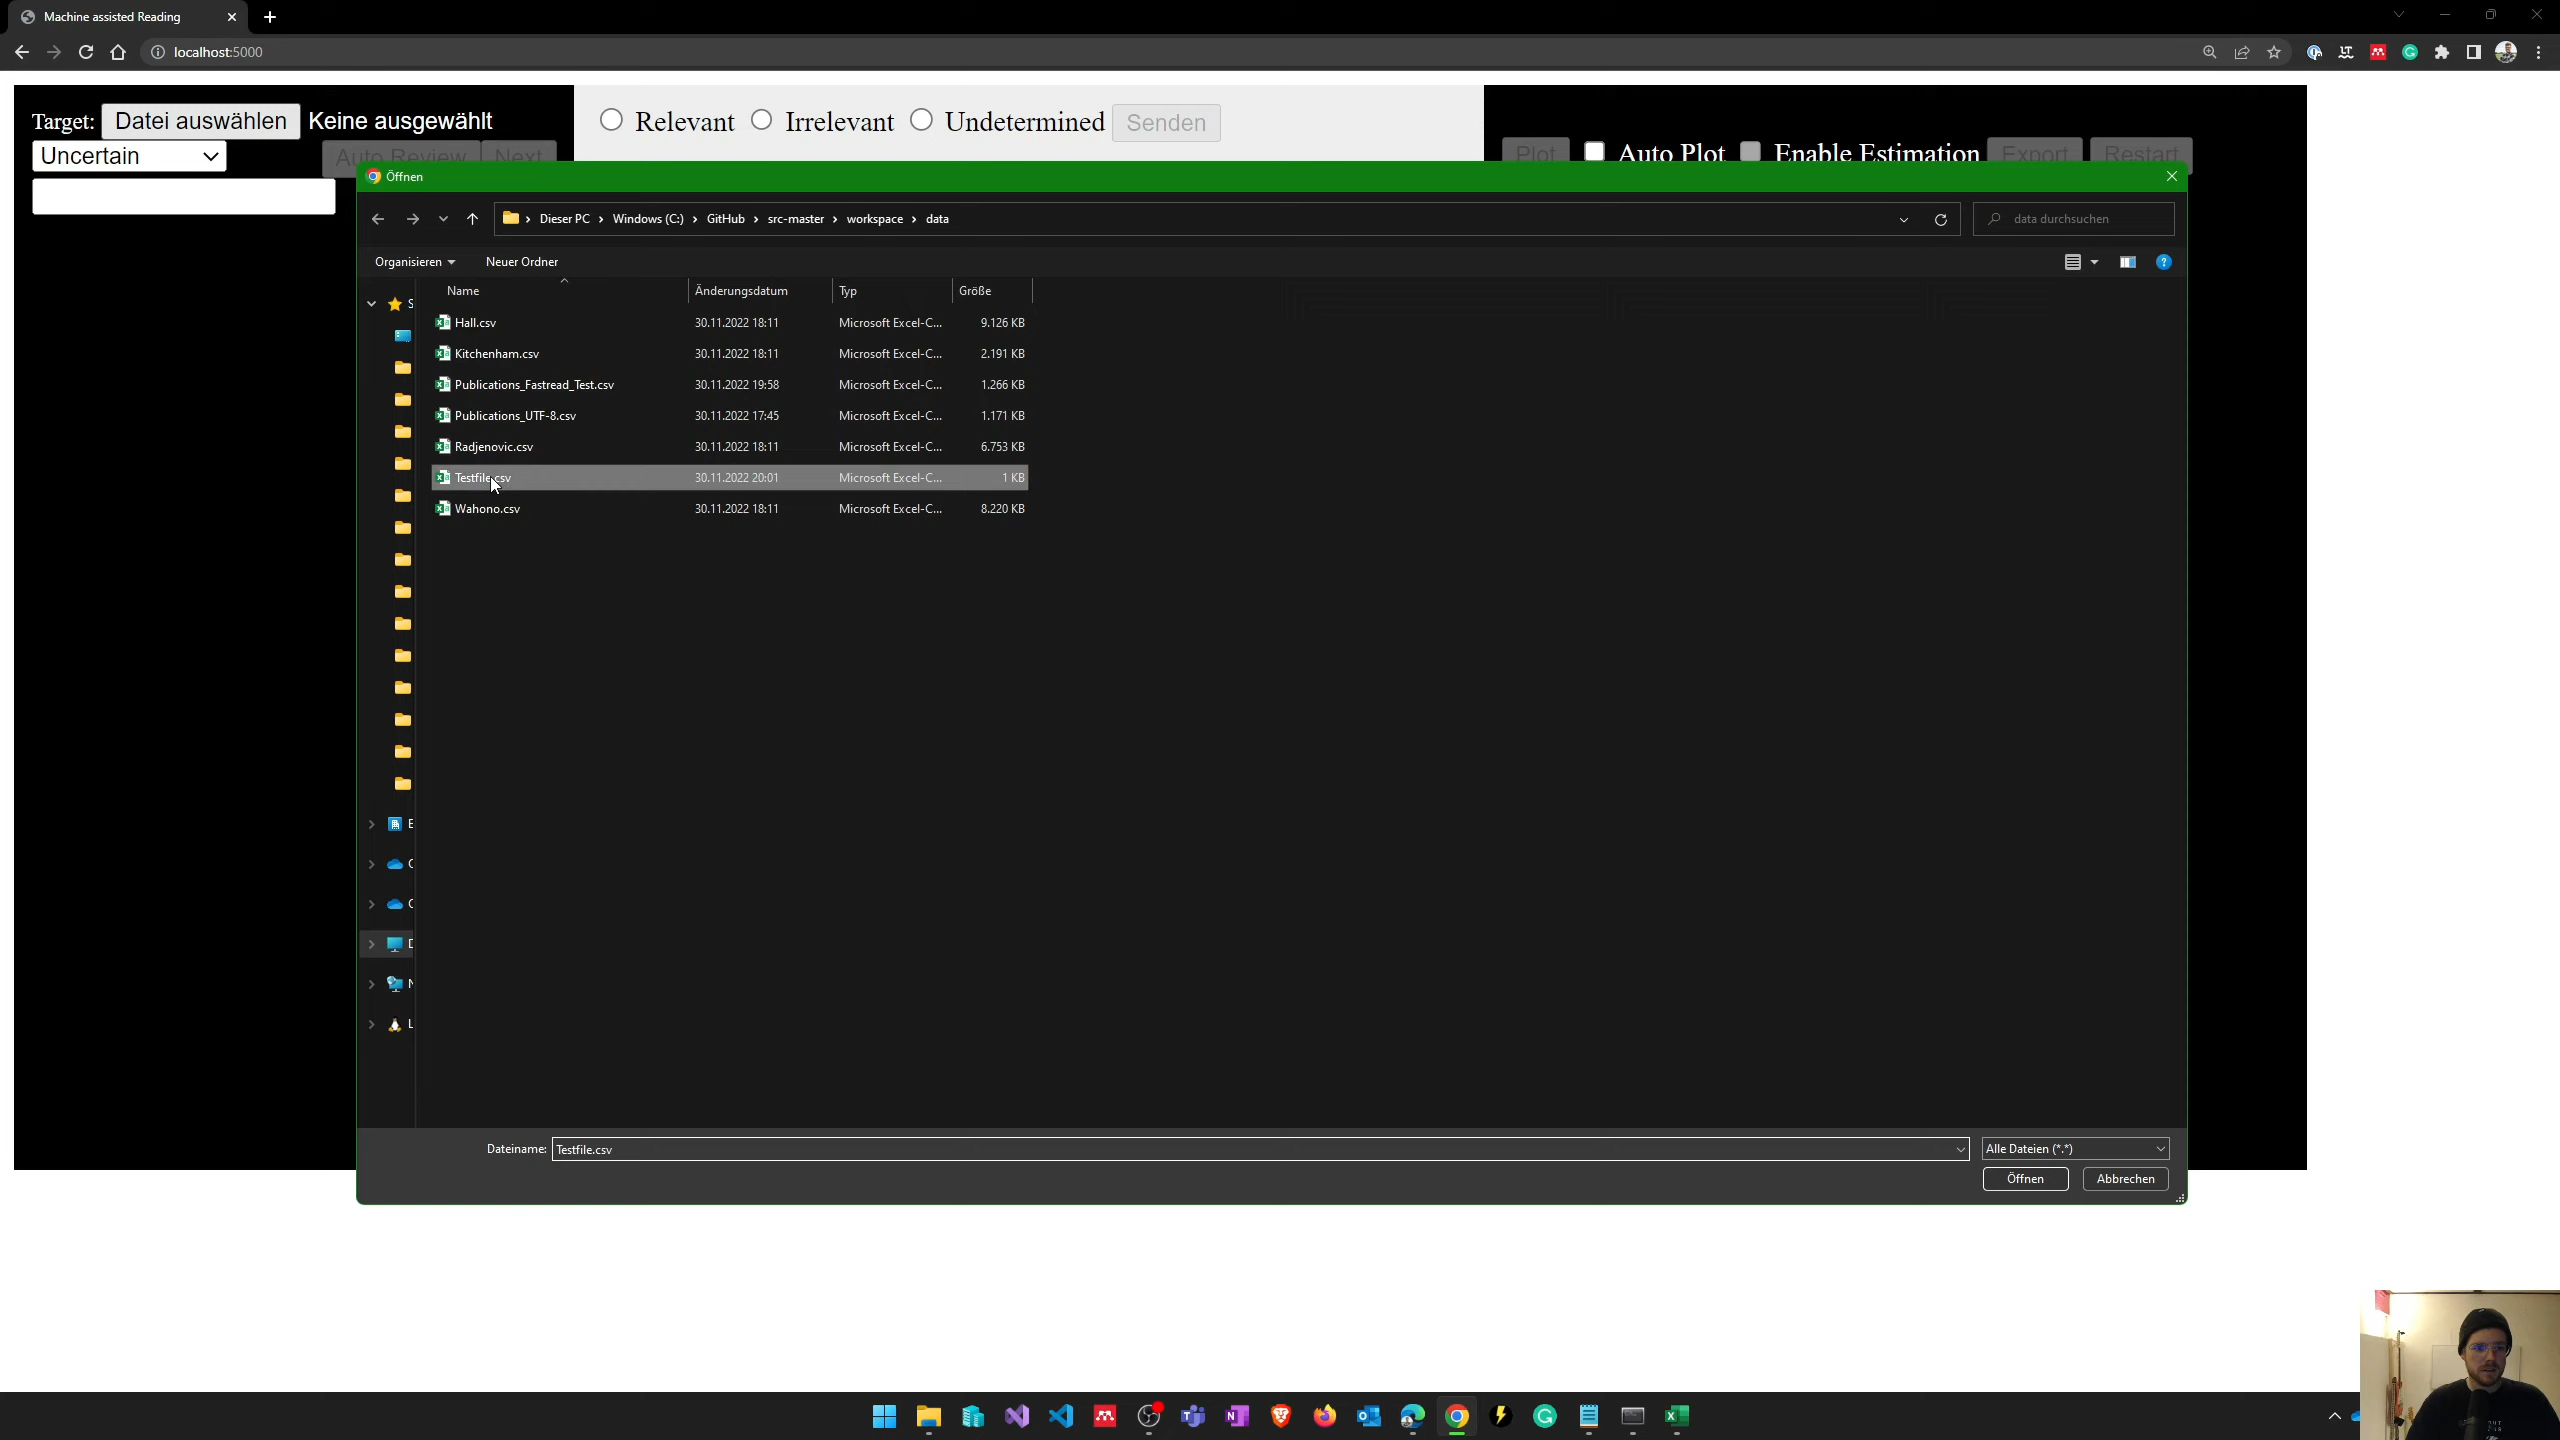 Machine assisted Reading
localhost:5000
Target: Datei auswählen Keine ausgewählt
Relevant Irrelevant Undetermined Senden
Uncertain Auto Review Next
Plot Auto Plot Enable Estimation Export Restart
Öffnen
Dieser PC Windows (C:) GitHub src-master workspace data
data durchsuchen
Organisieren Neuer Ordner
Name Änderungsdatum Typ Größe
Hall.csv 30.11.2022 18:11 Microsoft Excel-C... 9.126 KB
Kitchenham.csv 30.11.2022 18:11 Microsoft Excel-C... 2.191 KB
Publications_Fastread_Test.csv 30.11.2022 19:58 Microsoft Excel-C... 1.266 KB
Publications_UTF-8.csv 30.11.2022 17:45 Microsoft Excel-C... 1.171 KB
Radjenovic.csv 30.11.2022 18:11 Microsoft Excel-C... 6.753 KB
Testfile.csv 30.11.2022 20:01 Microsoft Excel-C... 1 KB
Wahono.csv 30.11.2022 18:11 Microsoft Excel-C... 8.220 KB
Dateiname: Testfile.csv
Alle Dateien (*.*)
Öffnen Abbrechen